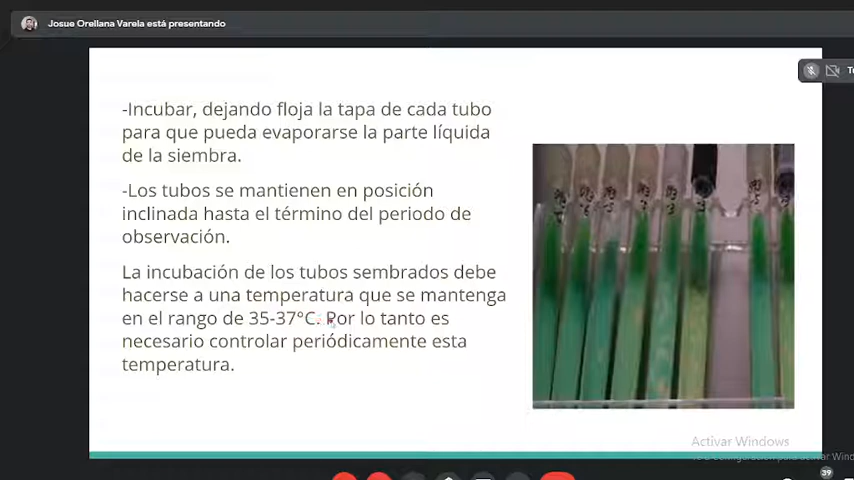 Josue Orellana Varela está presentando
-Incubar, dejando floja la tapa de cada tubo
para que pueda evaporarse la parte líquida
de la siembra.
-Los tubos se mantienen en posición
inclinada hasta el término del periodo de
observación.
La incubación de los tubos sembrados debe
hacerse a una temperatura que se mantenga
en el rango de 35-37°C. Por lo tanto es
necesario controlar periódicamente esta
temperatura.
Activar Windows
39